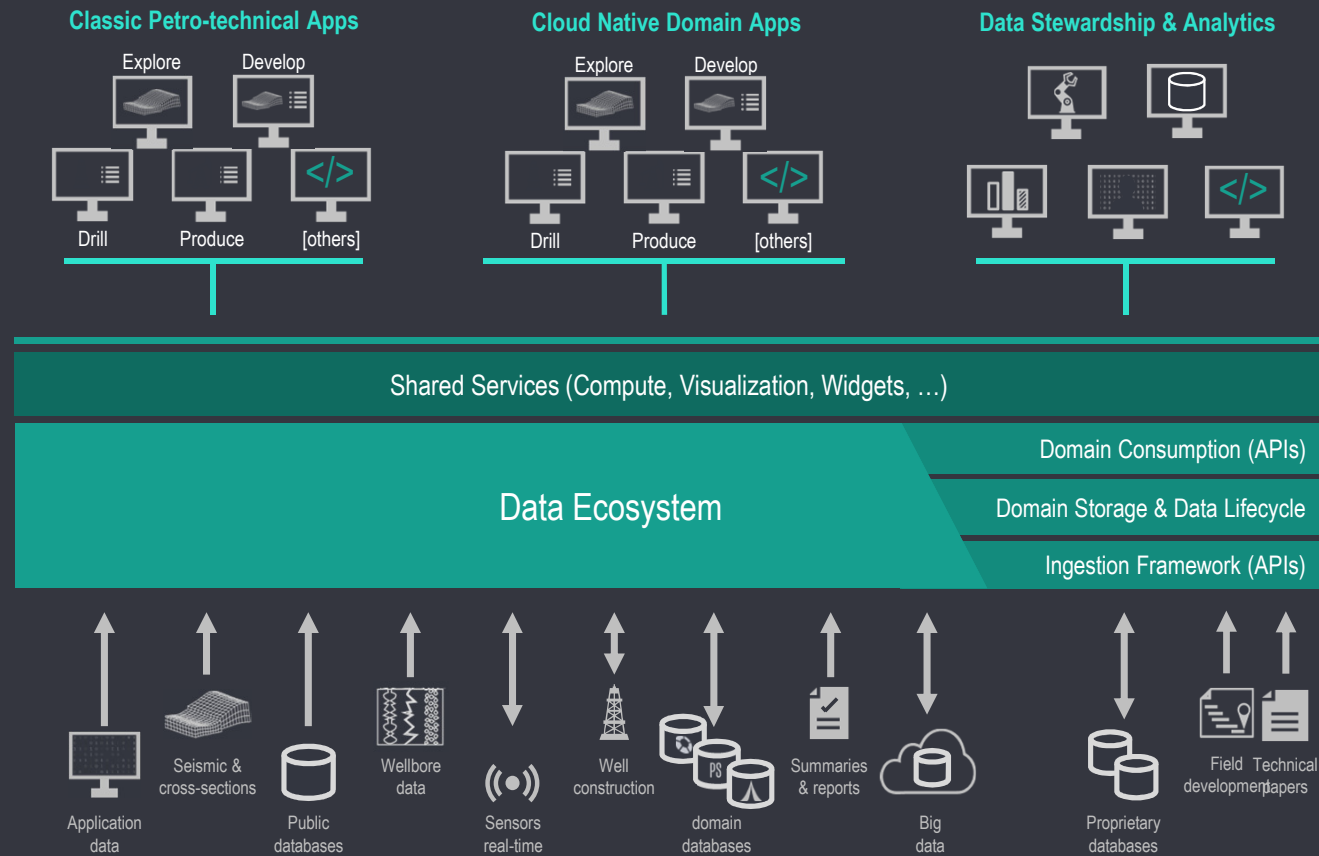 Classic Petro-technical Apps
Cloud Native Domain Apps
Data Stewardship & Analytics
Explore
Develop
Explore
Develop
</>
</>
</>
Drill
Produce
[others]
Drill
Produce
[others]
Shared Services (Compute, Visualization, Widgets, …)
Data Ecosystem
Domain Consumption (APIs)
Domain Storage & Data Lifecycle
Ingestion Framework (APIs)
PS
Seismic &
cross-sections
Wellbore
data
Well
construction
Summaries
& reports
Field
development
Technical
papers
Application
data
Public
databases
Sensors
real-time
domain
databases
Big
data
Proprietary
databases